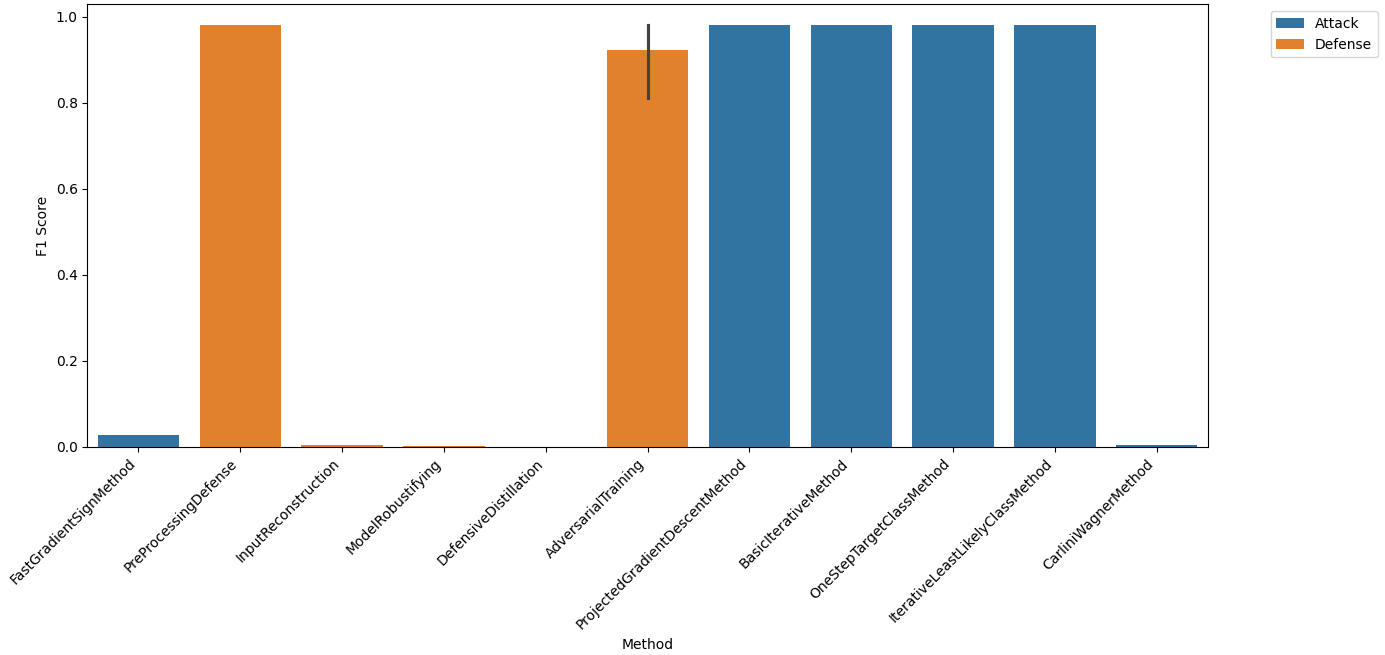 1.0
0.8
0.6
0.4
0.2
0.0
F1 Score
FastGradientSignMethod
PreProcessingDefense
InputReconstruction
ModelRobustifying
DefensiveDistillation
AdversarialTraining
ProjectedGradientDescentMethod
BasicIterativeMethod
OneStepTargetClassMethod
IterativeLeastLikelyClassMethod
CarliniWagnerMethod
Method
Attack
Defense